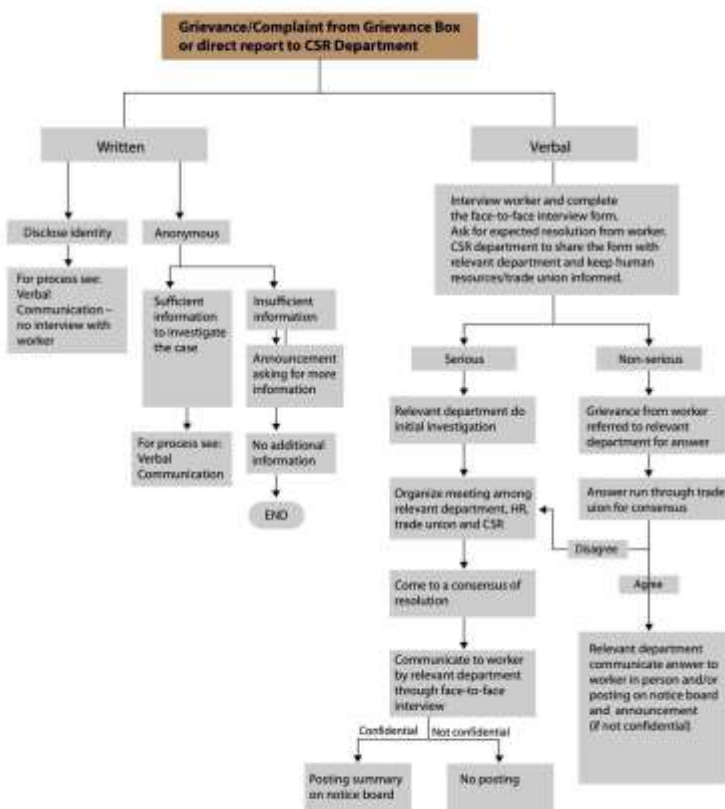 Grievance/Complaint from Grievance Box
or direct report to CSR Department
Written
Verbal
Disclose identity
Anonymous
For process see:
Verbal
Communication –
no interview with
worker
Sufficient
information
to investigate
the case
For process see:
Verbal
Communication
Insufficient
information
Announcement
asking for more
information
No additional
information
END
Interview worker and complete
the face-to-face interview form.
Ask for expected resolution from worker.
CSR department to share the form with
relevant department and keep human
resources/trade union informed.
Serious
Non-serious
Relevant department do
initial investigation
Organize meeting among
relevant department, HR,
trade union and CSR
Come to a consensus of
resolution
Communicate to worker
by relevant department
through face-to-face
interview
Confidential
Not confidential
Posting summary
on notice board
No posting
Grievance from worker
referred to relevant
department for answer
Answer run through trade
uion for consensus
Disagree
Agree
Relevant department
communicate answer to
worker in person and/or
posting on notice board
and announcement
(if not confidential)